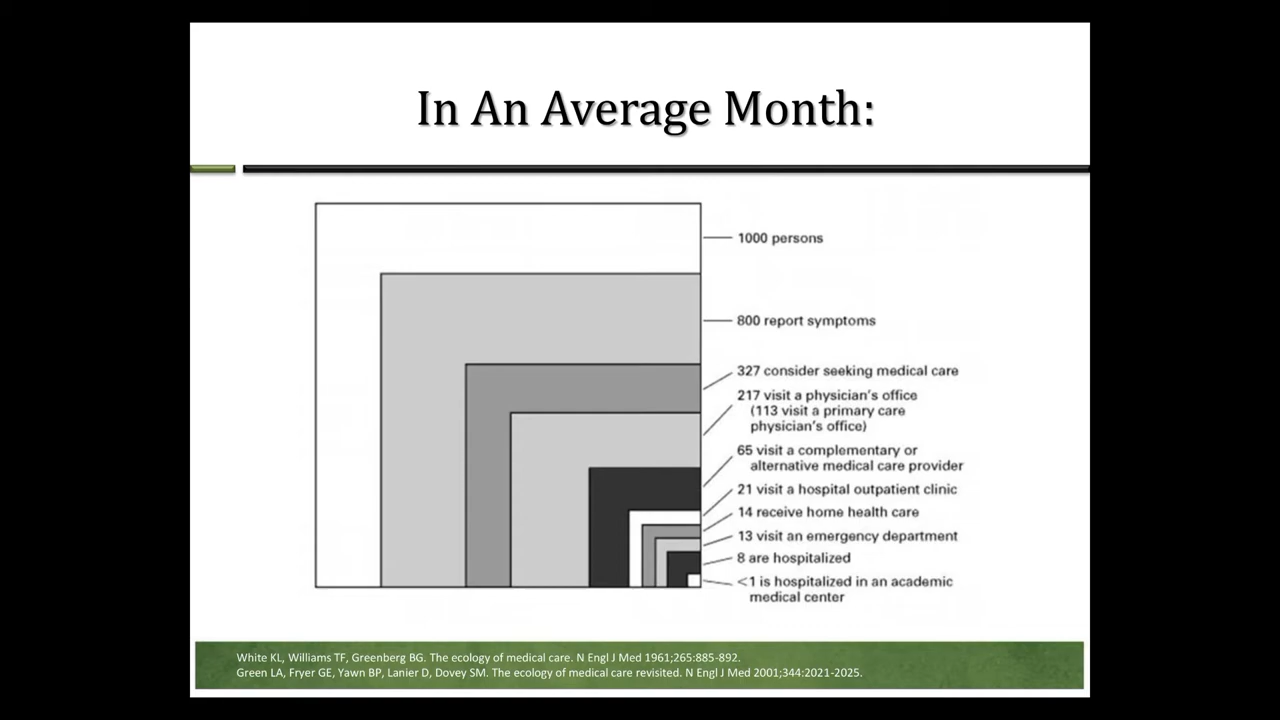 In An Average Month:
1000 persons
800 report symptoms
327 consider seeking medical care
217 visit a physician's office
(113 visit a primary care
physician's office)
65 visit a complementary or
alternative medical care provider
21 visit a hospital outpatient clinic
14 receive home health care
13 visit an emergency department
8 are hospitalized
<1 is hospitalized in an academic
medical center
White KL, Williams TF, Greenberg BG. The ecology of medical care. N Engl J Med 1961;265:885-892.
Green LA, Fryer GE, Yawn BP, Lanier D, Dovey SM. The ecology of medical care revisited. N Engl J Med 2001;344:2021-2025.